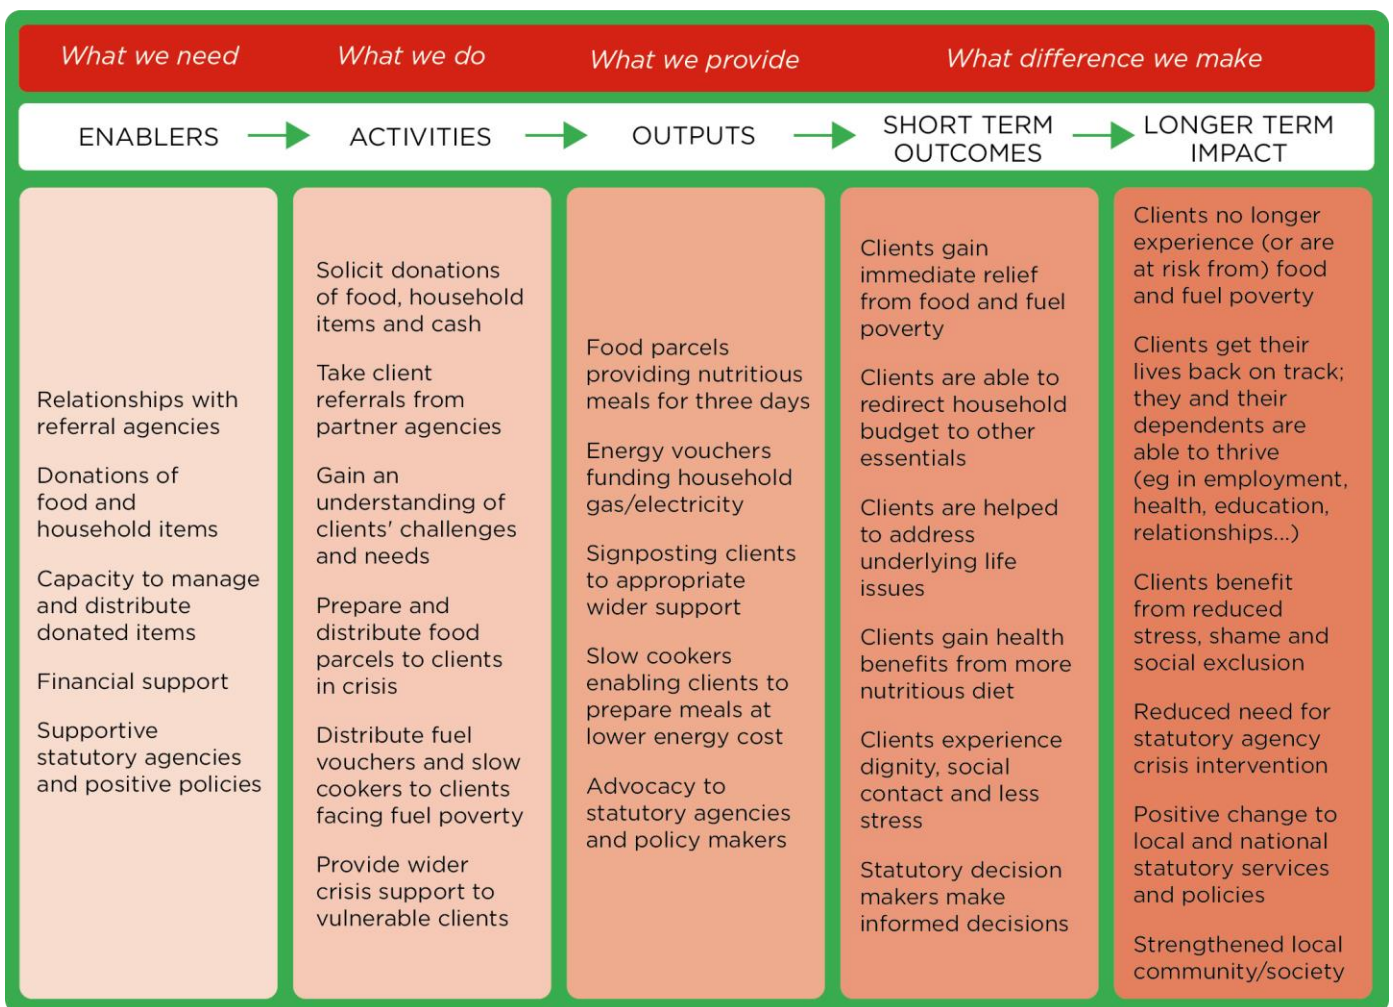 What we need
What we do
What we provide
What difference we make
ENABLERS
ACTIVITIES
OUTPUTS
SHORT TERM
OUTCOMES
LONGER TERM
IMPACT
Relationships with
referral agencies
Donations of
food and
household items
Capacity to manage
and distribute
donated items
Financial support
Supportive
statutory agencies
and positive policies
Solicit donations
of food, household
items and cash
Take client
referrals from
partner agencies
Gain an
understanding of
clients' challenges
and needs
Prepare and
distribute food
parcels to clients
in crisis
Distribute fuel
vouchers and slow
cookers to clients
facing fuel poverty
Provide wider
crisis support to
vulnerable clients
Food parcels
providing nutritious
meals for three days
Energy vouchers
funding household
gas/electricity
Signposting clients
to appropriate
wider support
Slow cookers
enabling clients to
prepare meals at
lower energy cost
Advocacy to
statutory agencies
and policy makers
Clients gain
immediate relief
from food and fuel
poverty
Clients are able to
redirect household
budget to other
essentials
Clients are helped
to address
underlying life
issues
Clients gain health
benefits from more
nutritious diet
Clients experience
dignity, social
contact and less
stress
Statutory decision
makers make
informed decisions
Clients no longer
experience (or are
at risk from) food
and fuel poverty
Clients get their
lives back on track;
they and their
dependents are
able to thrive
(eg in employment,
health, education,
relationships...)
Clients benefit
from reduced
stress, shame and
social exclusion
Reduced need for
statutory agency
crisis intervention
Positive change to
local and national
statutory services
and policies
Strengthened local
community/society